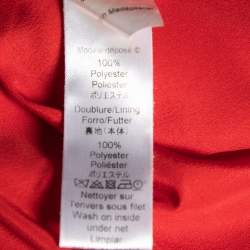 Modèle déposé ©
100%
Polyester
Poliéster
ポリエステル
Doublure/Lining
Forro/Futter
裏地(本体)
100%
Polyester
Poliéster
ポリエステル
Nettoyer sur
l'envers sous filet
Wash on inside
under net
Limpiar